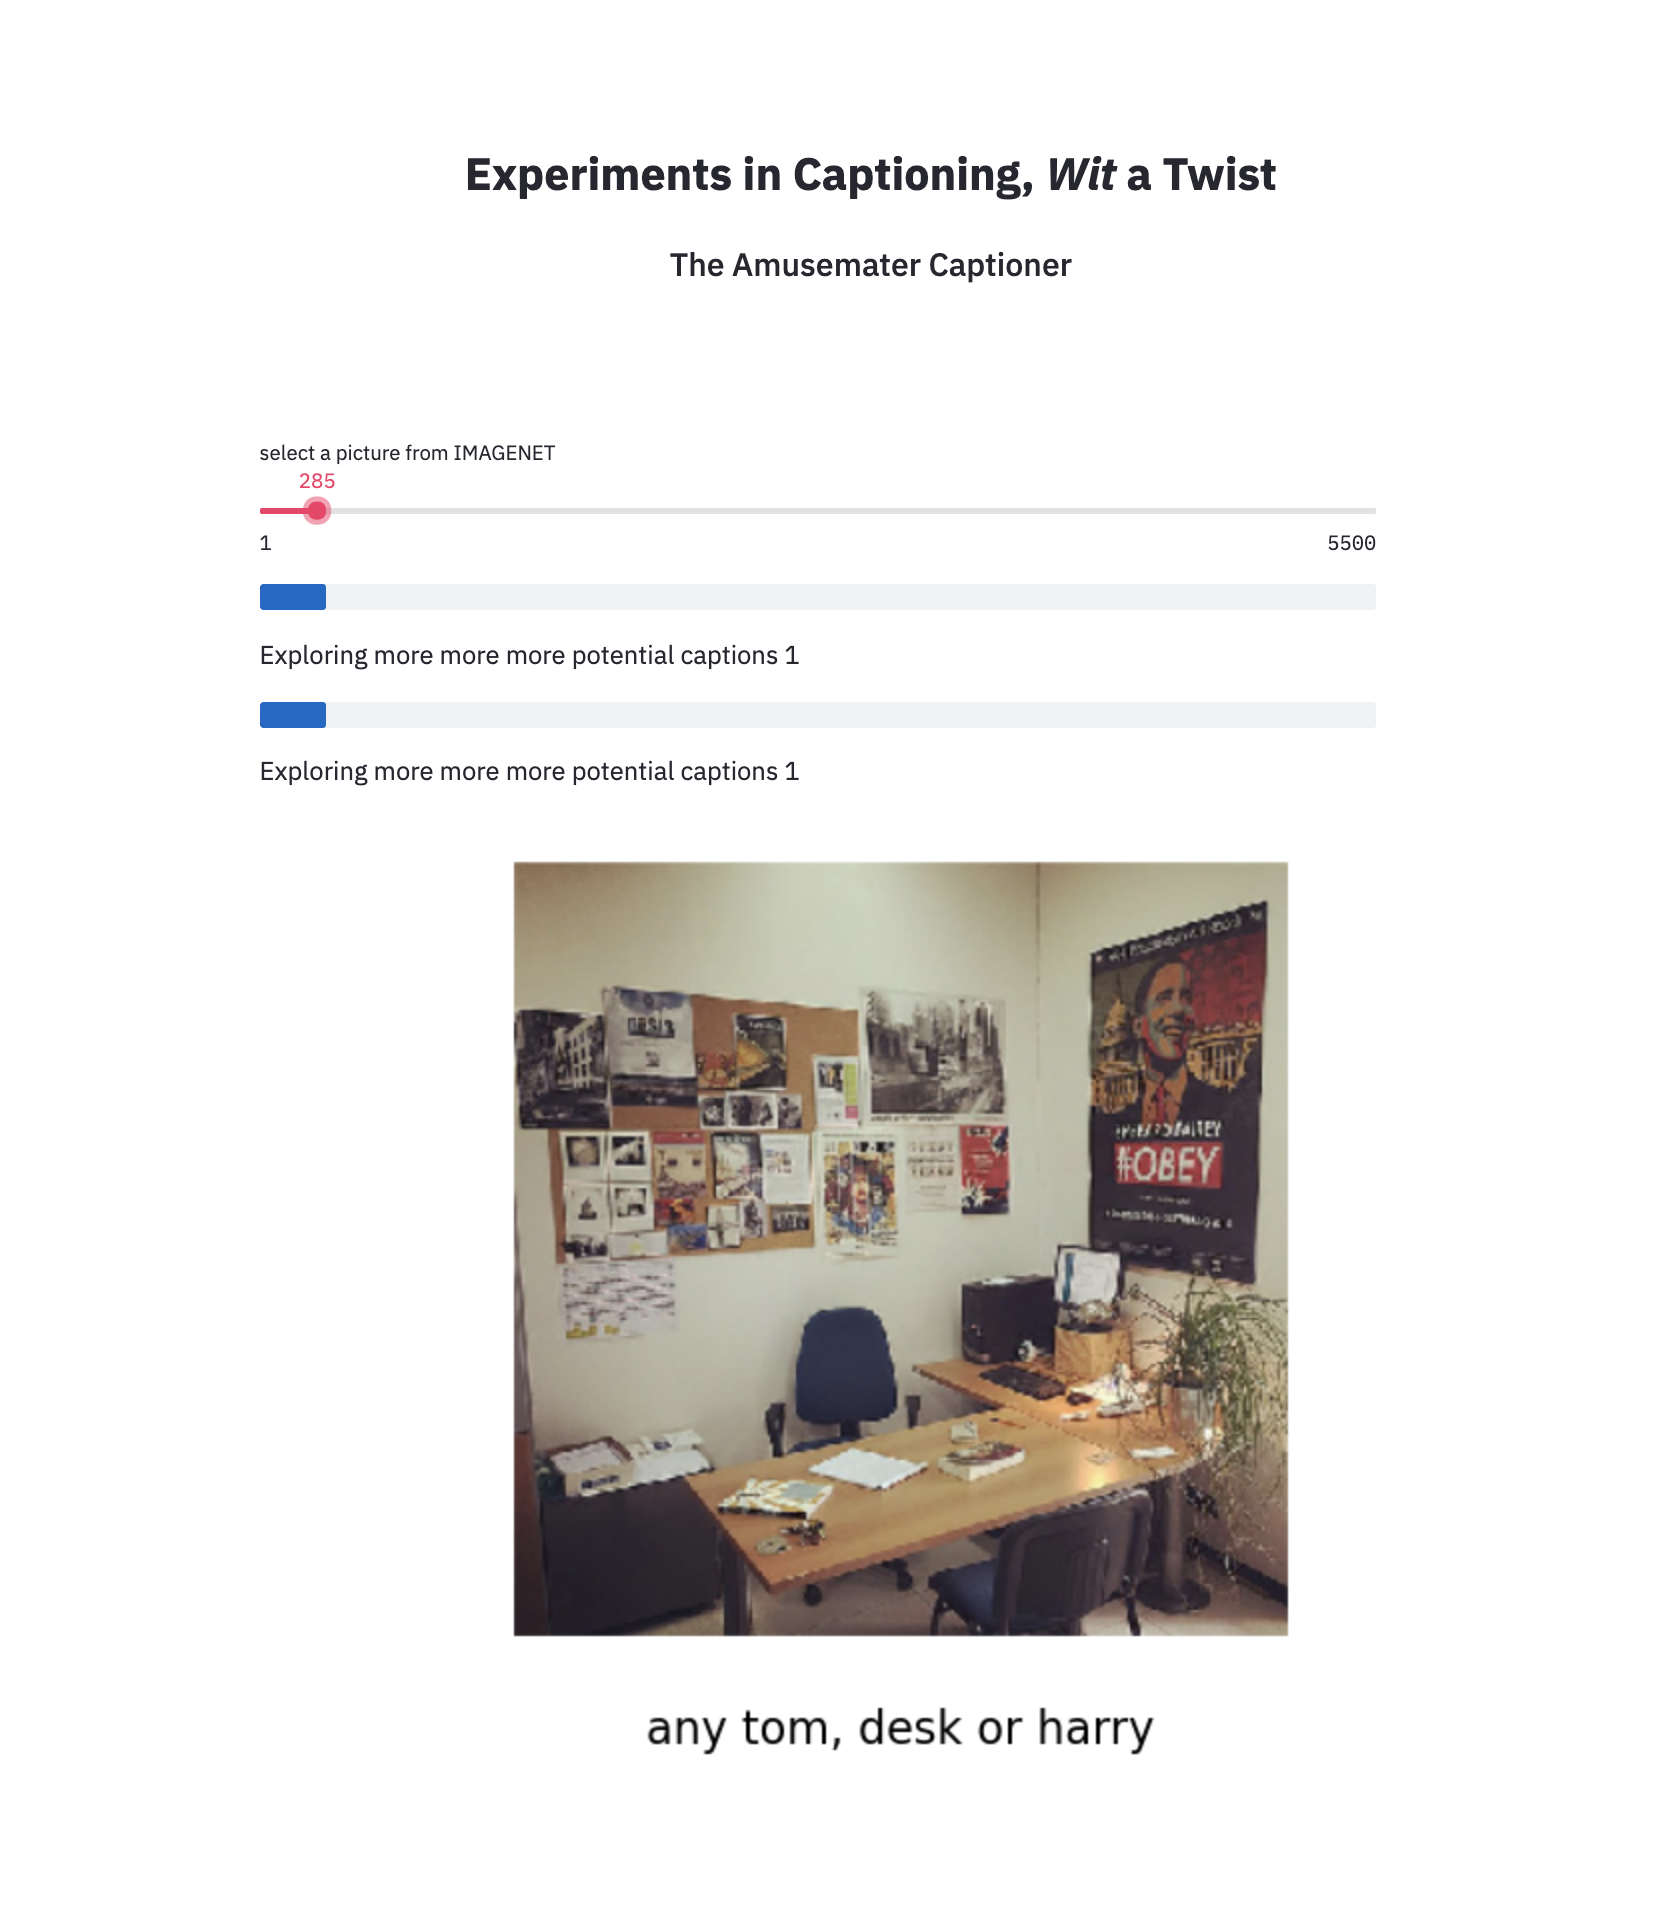 Experiments in Captioning, Wit a Twist
The Amusemater Captioner
select a picture from IMAGENET
285
1
5500
Exploring more more more potential captions 1
Exploring more more more potential captions 1
#OBEY
any tom, desk or harry